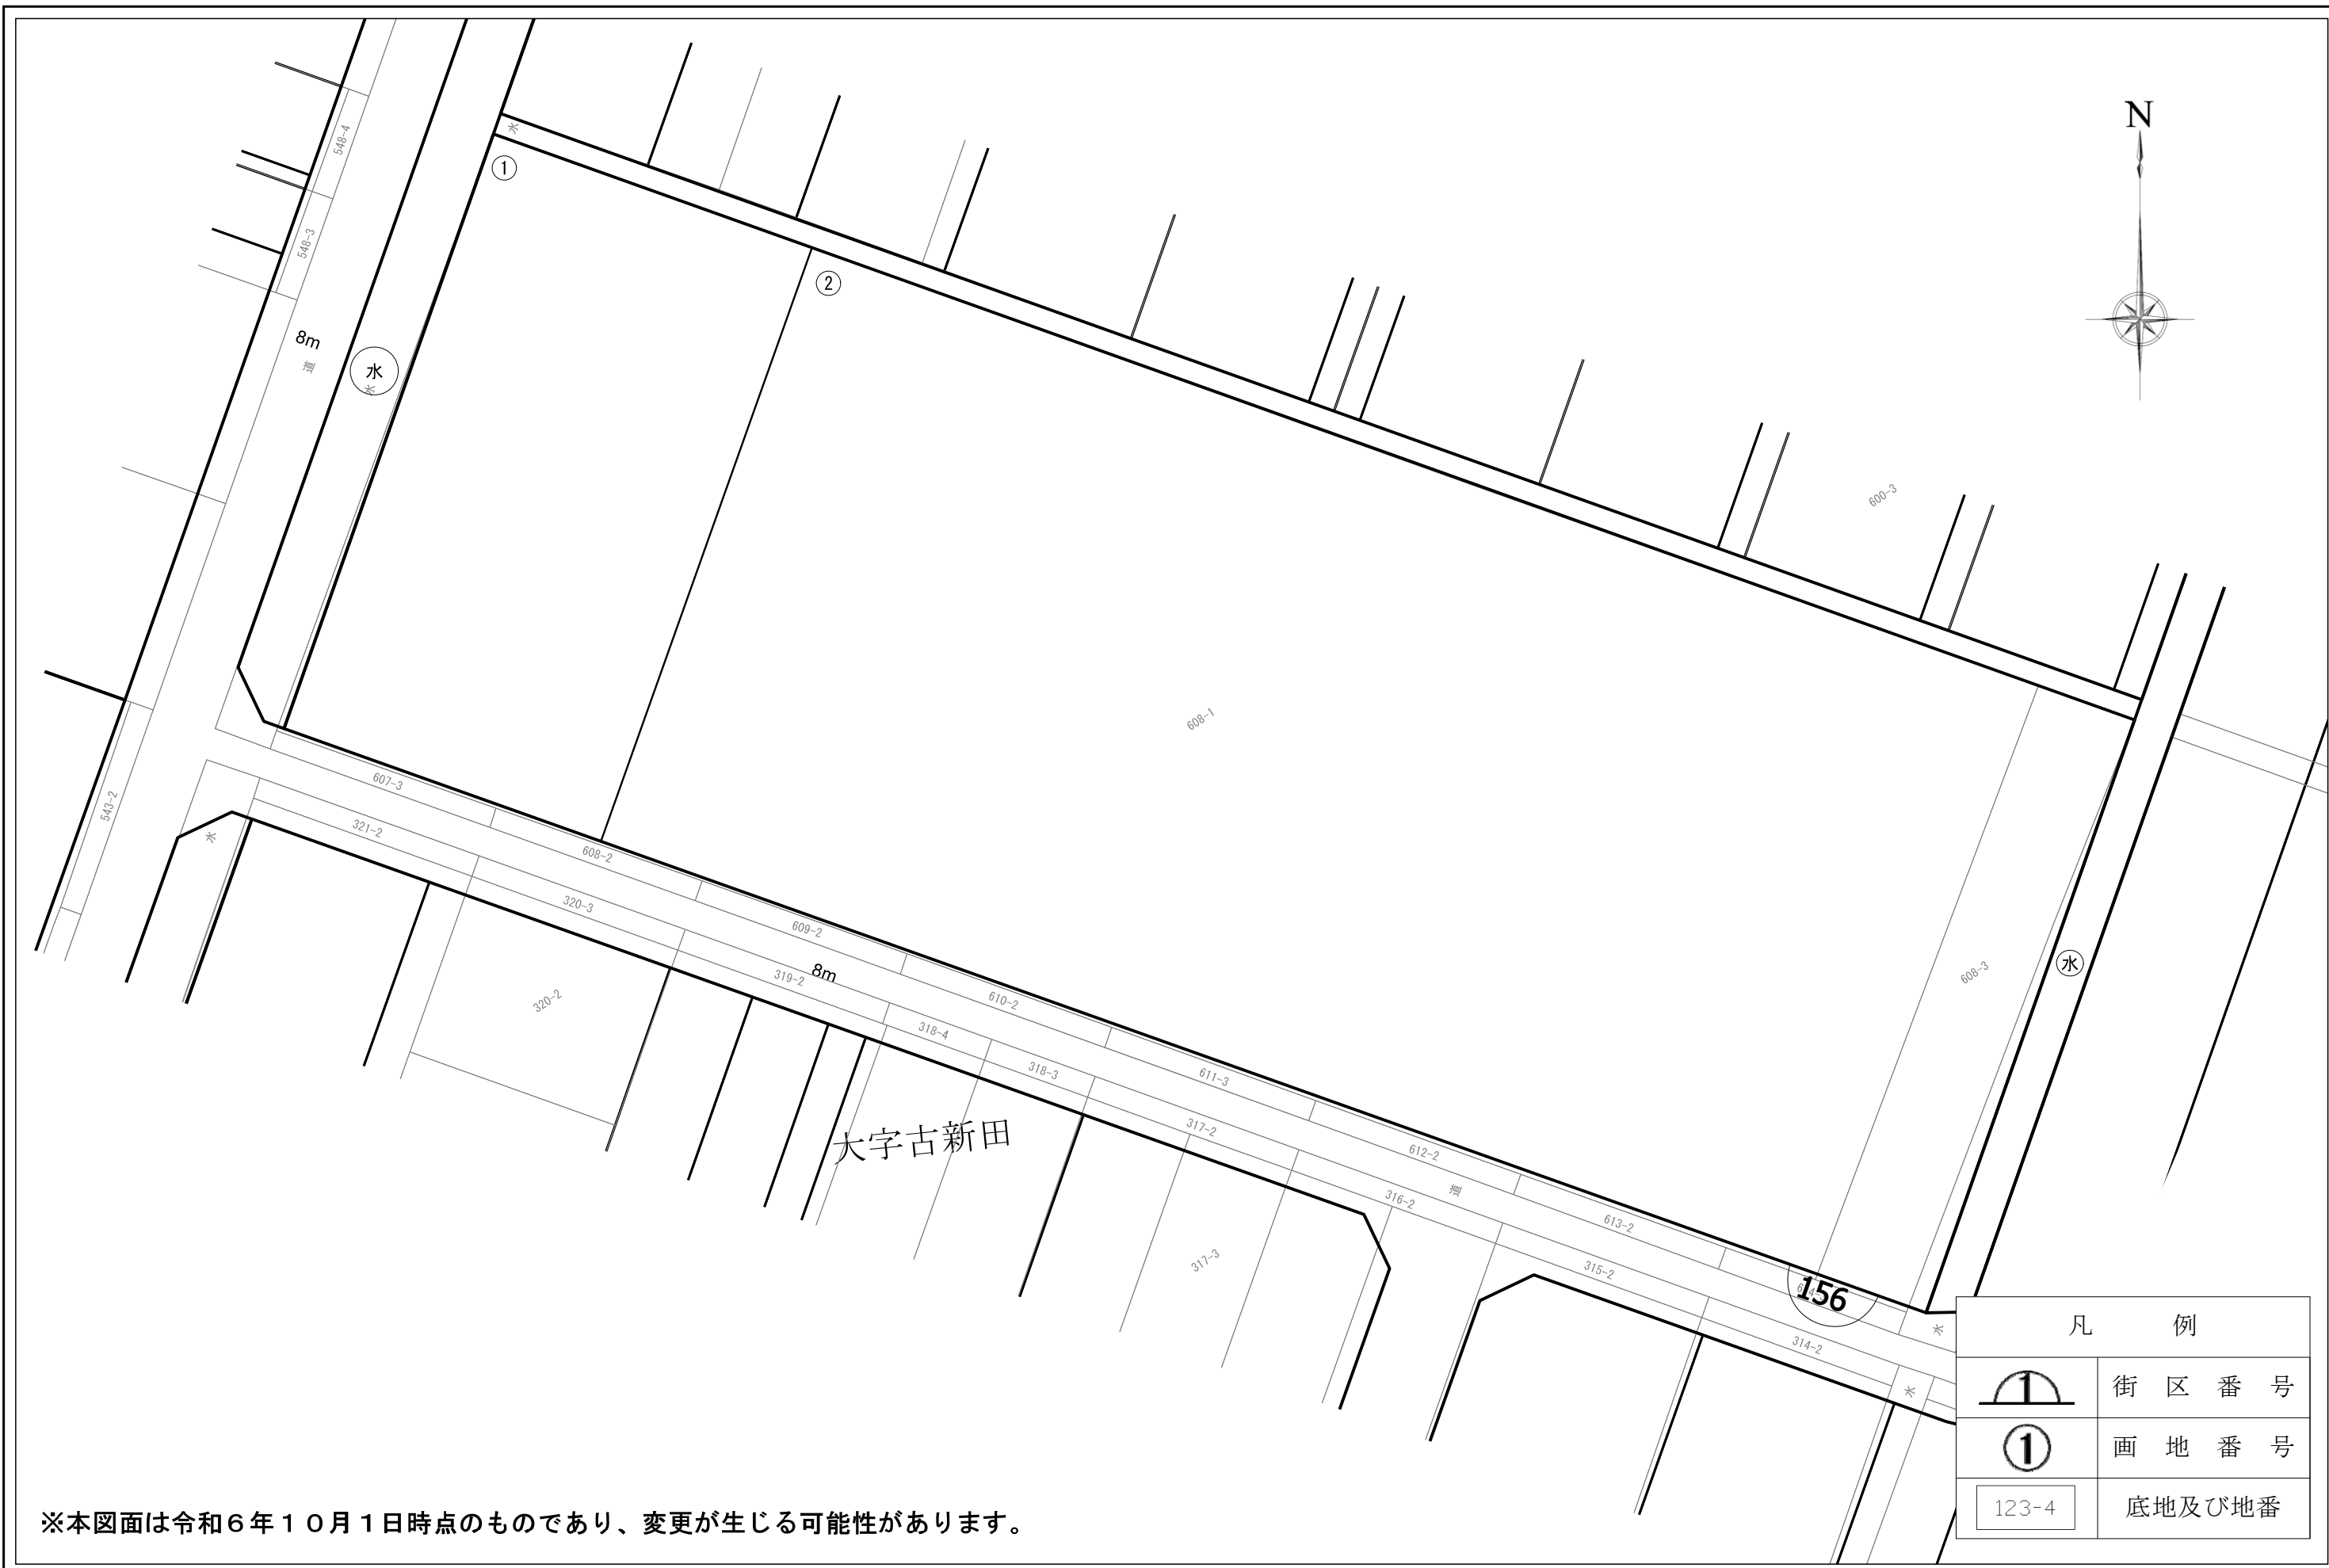 N
548-4
水
①
548-3
②
8m
道
水
水
600-3
608-1
607-3
543-2
321-2
水
608-2
320-3
609-2
8m
319-2
320-2
610-2
318-4
608-3
水
611-3
318-3
大字古新田
317-2
612-2
道
316-2
613-2
317-3
315-2
156
314-2
水
水
凡 例
1 街区番号
① 画地番号
123-4 底地及び地番
※本図面は令和6年10月1日時点のものであり、変更が生じる可能性があります。